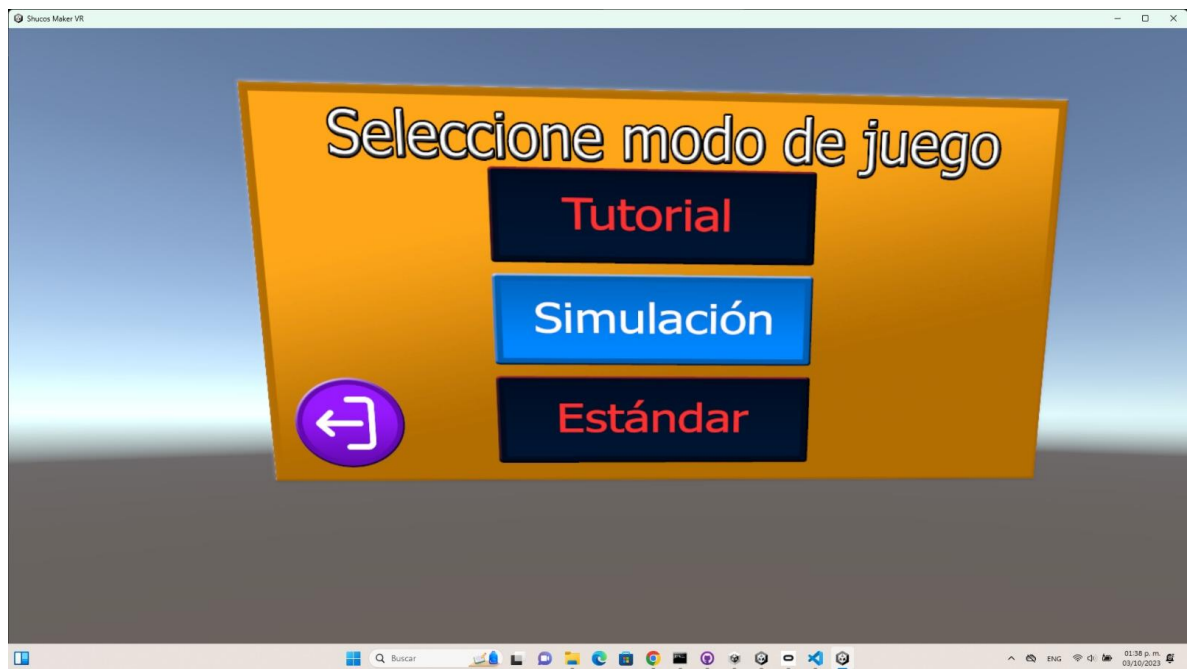 Shucos Maker VR
Seleccione modo de juego
Tutorial
Simulación
Estándar
Buscar
ENG
01:38 p. m.
03/10/2023